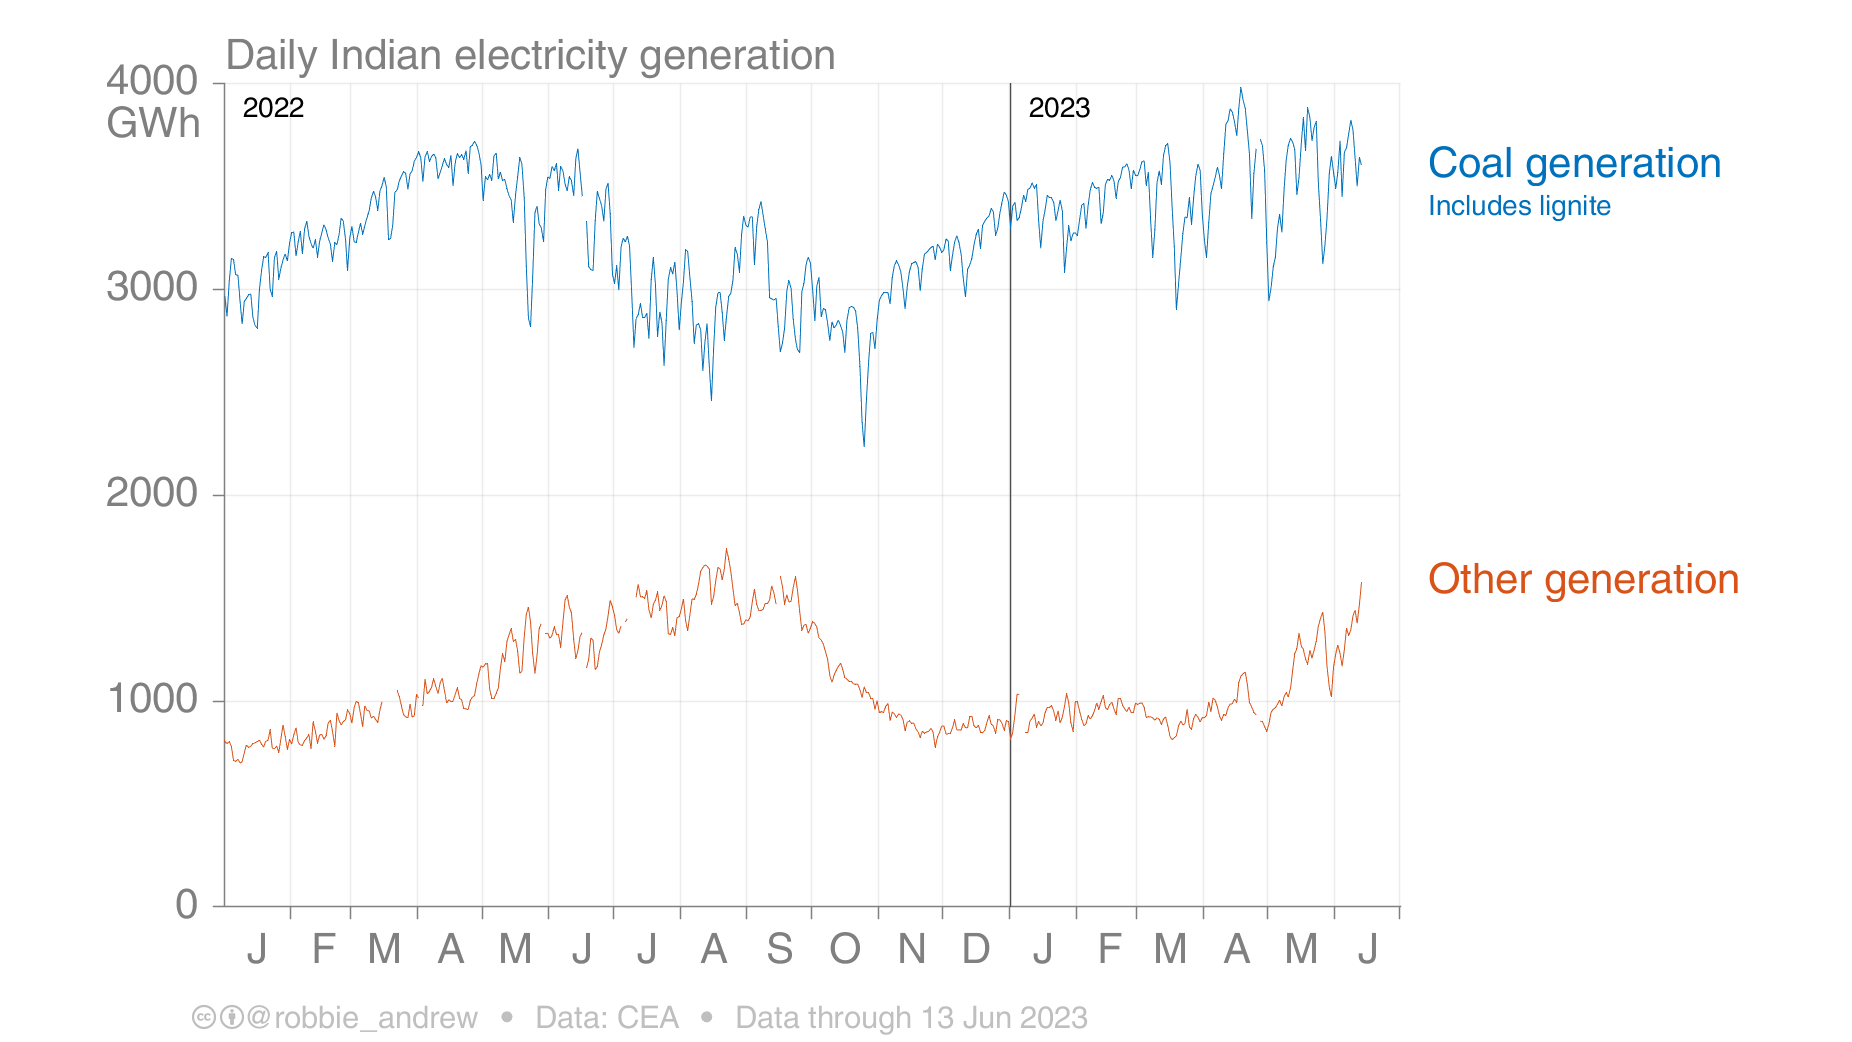 Daily Indian electricity generation
4000
GWh
2022
2023
Coal generation
Includes lignite
3000
2000
Other generation
1000
0
J F M A M J J A S O N D J F M A M J
@robbie_andrew • Data: CEA • Data through 13 Jun 2023